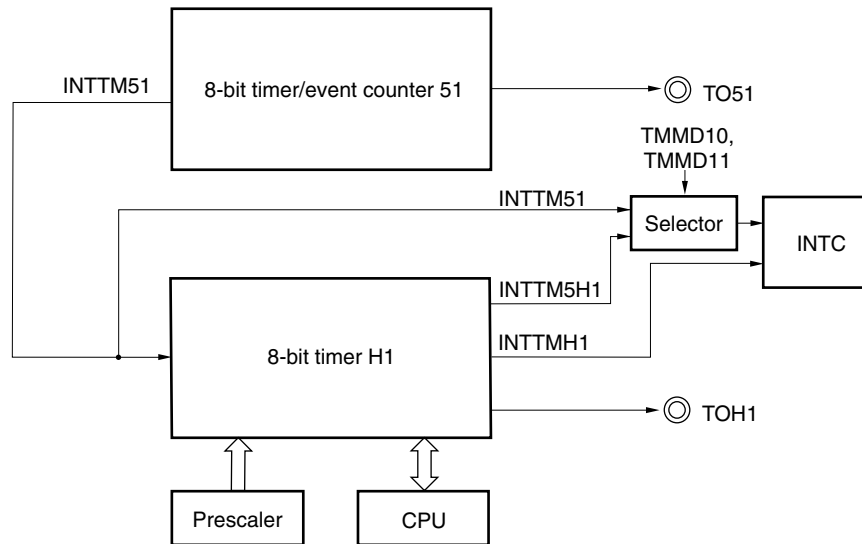 INTTM51
8-bit timer/event counter 51
TO51
TMMD10,
TMMD11
INTTM51
Selector
INTC
INTTM5H1
8-bit timer H1
INTTMH1
TOH1
Prescaler
CPU